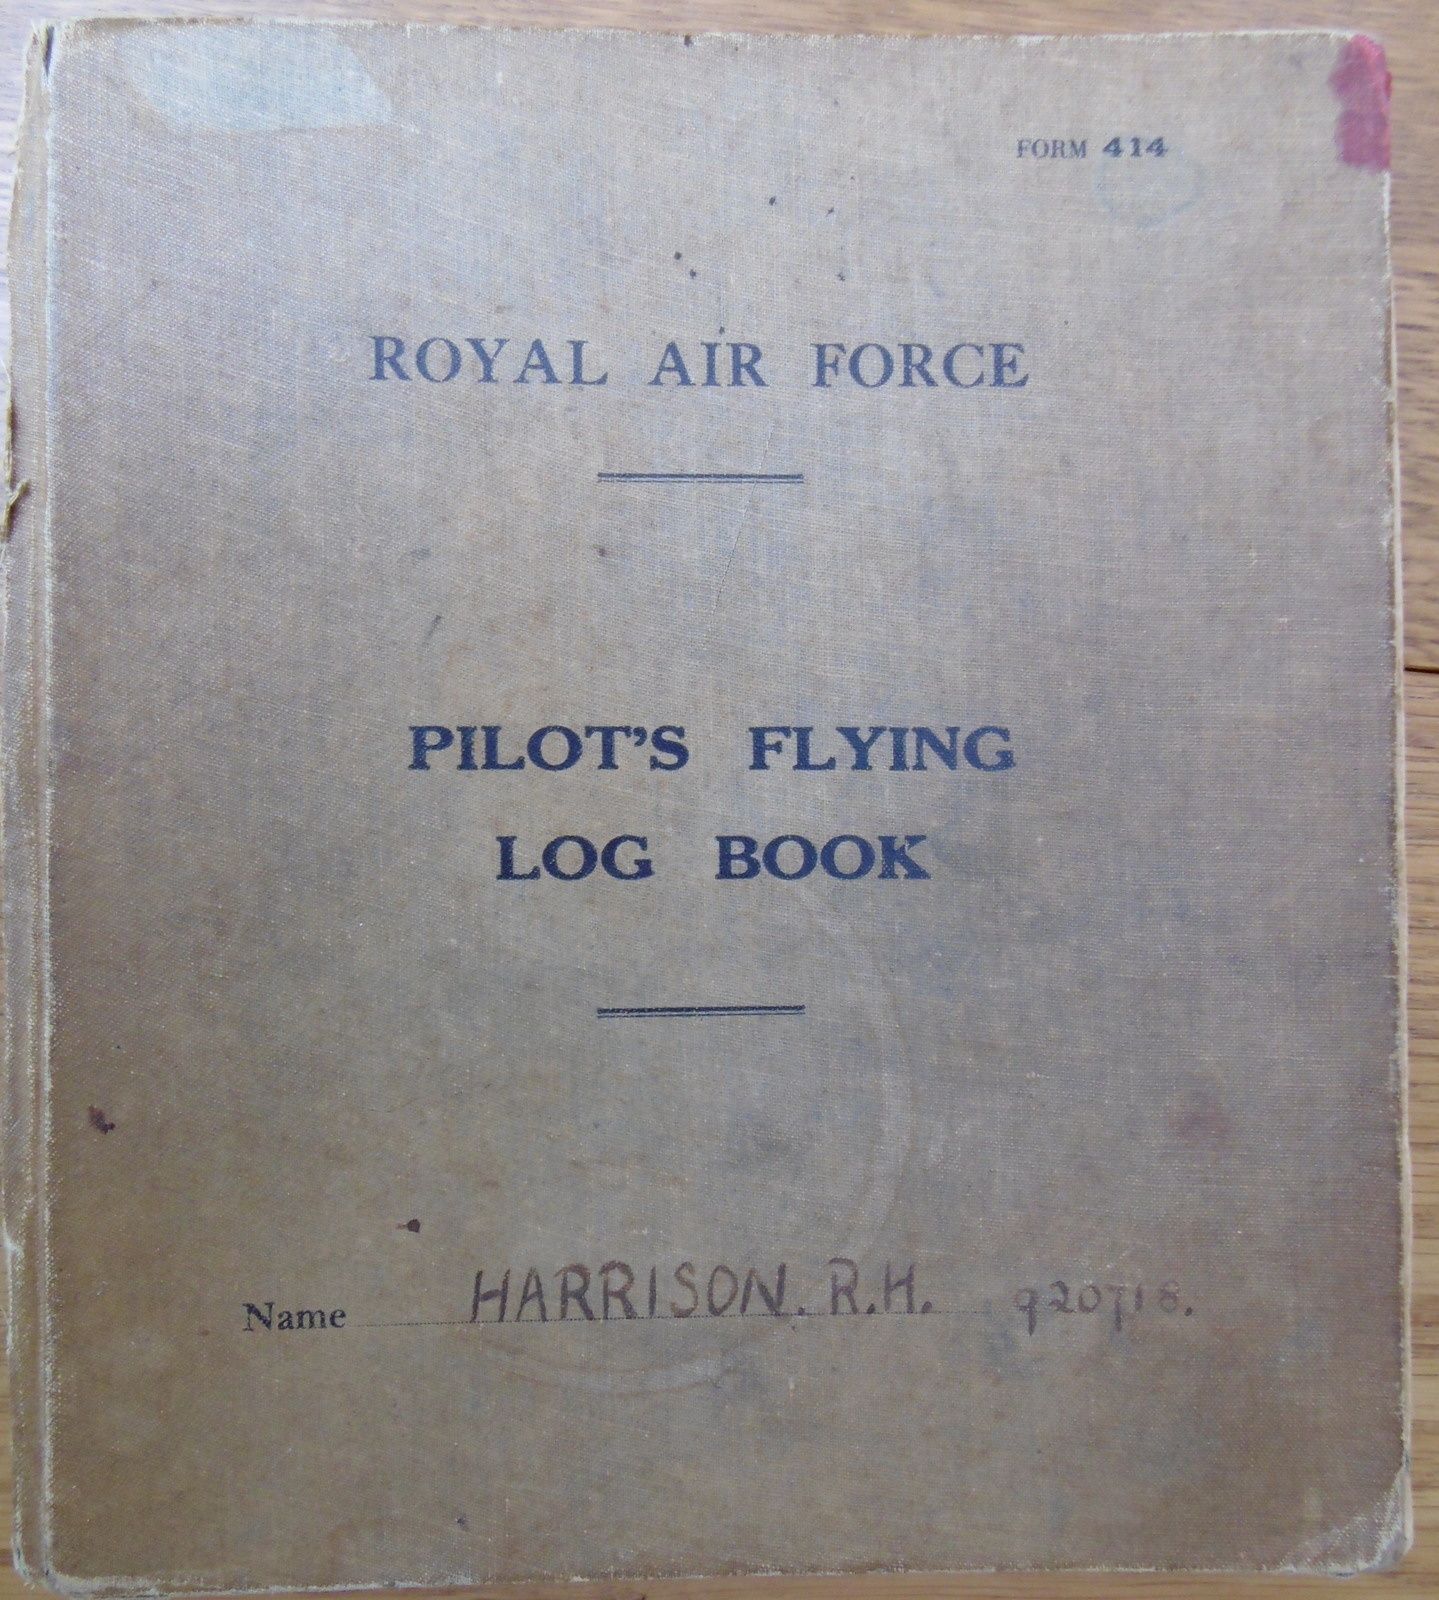 FORM 414
ROYAL AIR FORCE
PILOT'S FLYING
LOG BOOK
Name HARRISON. R.H. 920718.